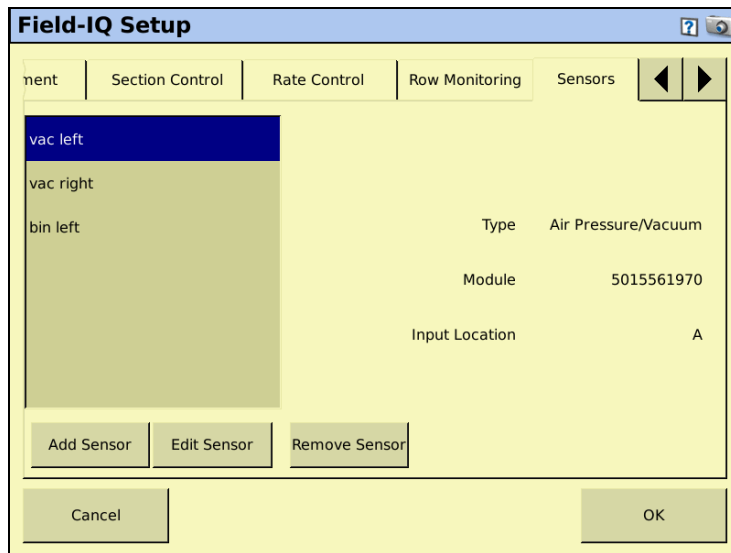 Field-IQ Setup
ment Section Control Rate Control Row Monitoring Sensors
vac left
vac right
bin left
Type Air Pressure/Vacuum
Module 5015561970
Input Location A
Add Sensor Edit Sensor Remove Sensor
Cancel OK